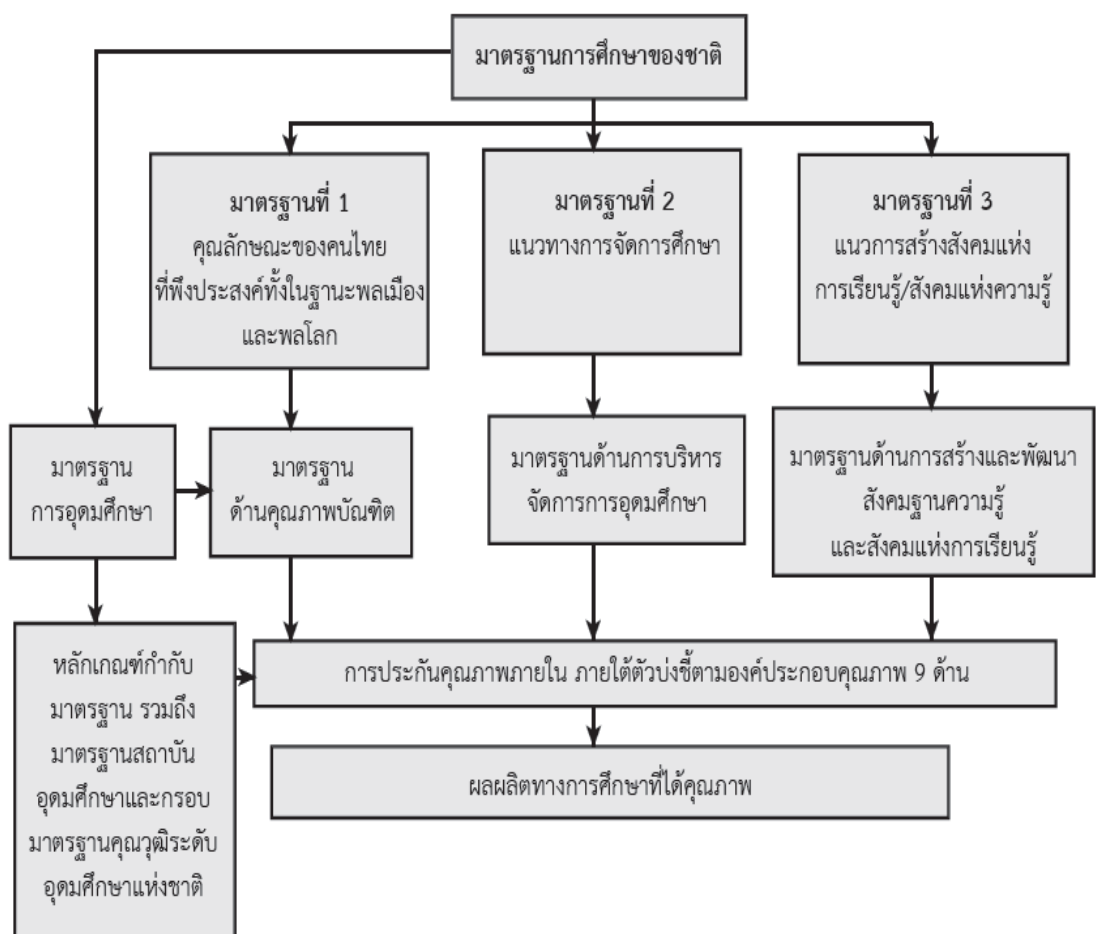 มาตรฐานการศึกษาของชาติ
มาตรฐานที่ 1
คุณลักษณะของคนไทย
ที่พึงประสงค์ทั้งในฐานะพลเมือง
และพลโลก
มาตรฐานที่ 2
แนวทางการจัดการศึกษา
มาตรฐานที่ 3
แนวการสร้างสังคมแห่ง
การเรียนรู้/สังคมแห่งความรู้
มาตรฐาน
การอุดมศึกษา
มาตรฐาน
ด้านคุณภาพบัณฑิต
มาตรฐานด้านการบริหาร
จัดการการอุดมศึกษา
มาตรฐานด้านการสร้างและพัฒนา
สังคมฐานความรู้
และสังคมแห่งการเรียนรู้
หลักเกณฑ์กำกับ
มาตรฐาน รวมถึง
มาตรฐานสถาบัน
อุดมศึกษาและกรอบ
มาตรฐานคุณวุฒิระดับ
อุดมศึกษาแห่งชาติ
การประกันคุณภาพภายใน ภายใต้ตัวบ่งชี้ตามองค์ประกอบคุณภาพ 9 ด้าน
ผลผลิตทางการศึกษาที่ได้คุณภาพ